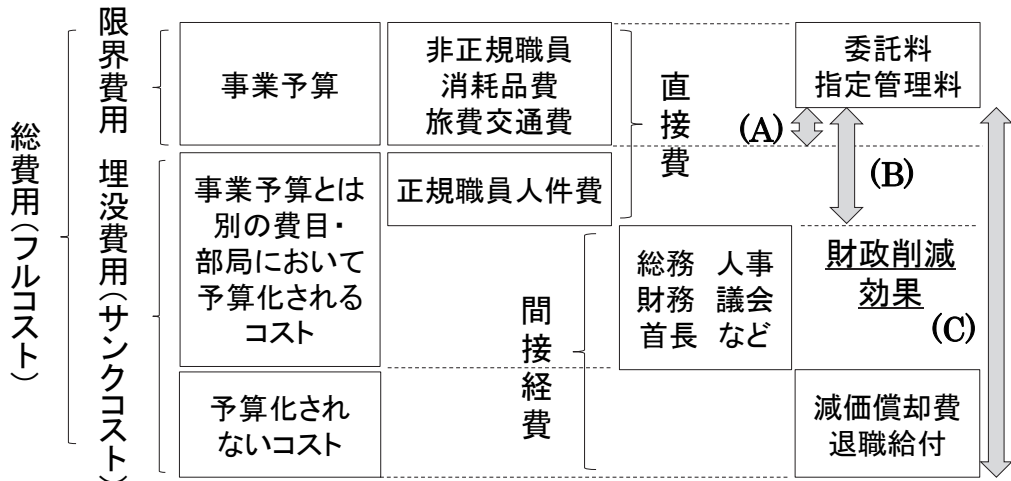 総費用（フルコスト）
限界費用
埋没費用（サンクコスト）
事業予算
事業予算とは
別の費目・
部局において
予算化される
コスト
予算化され
ないコスト
非正規職員
消耗品費
旅費交通費
正規職員人件費
直接費
間接経費
総務 人事
財務 議会
首長 など
委託料
指定管理料
(A)
(B)
財政削減
効果
(C)
減価償却費
退職給付